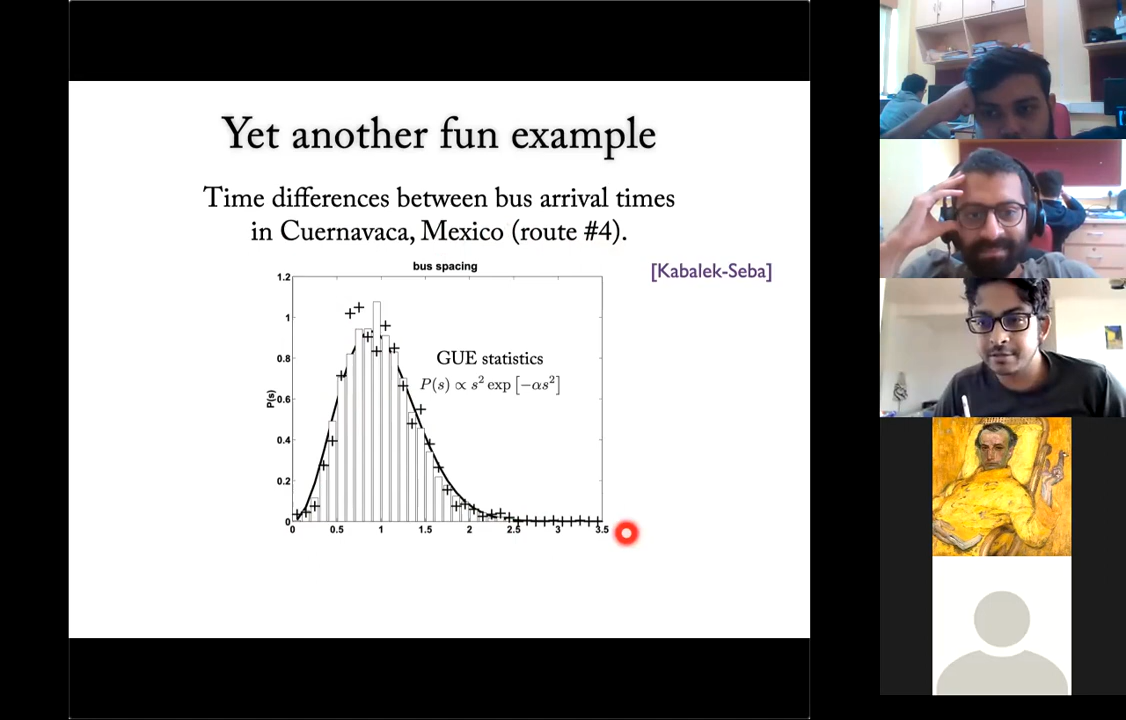 Yet another fun example
Time differences between bus arrival times
in Cuernavaca, Mexico (route #4).
[Kabalek-Seba]
bus spacing
1.2
1
0.8
0.6
0.4
0.2
0
P(s)
GUE statistics
P(s) ∝ s² exp [−αs²]
0 0.5 1 1.5 2 2.5 3 3.5